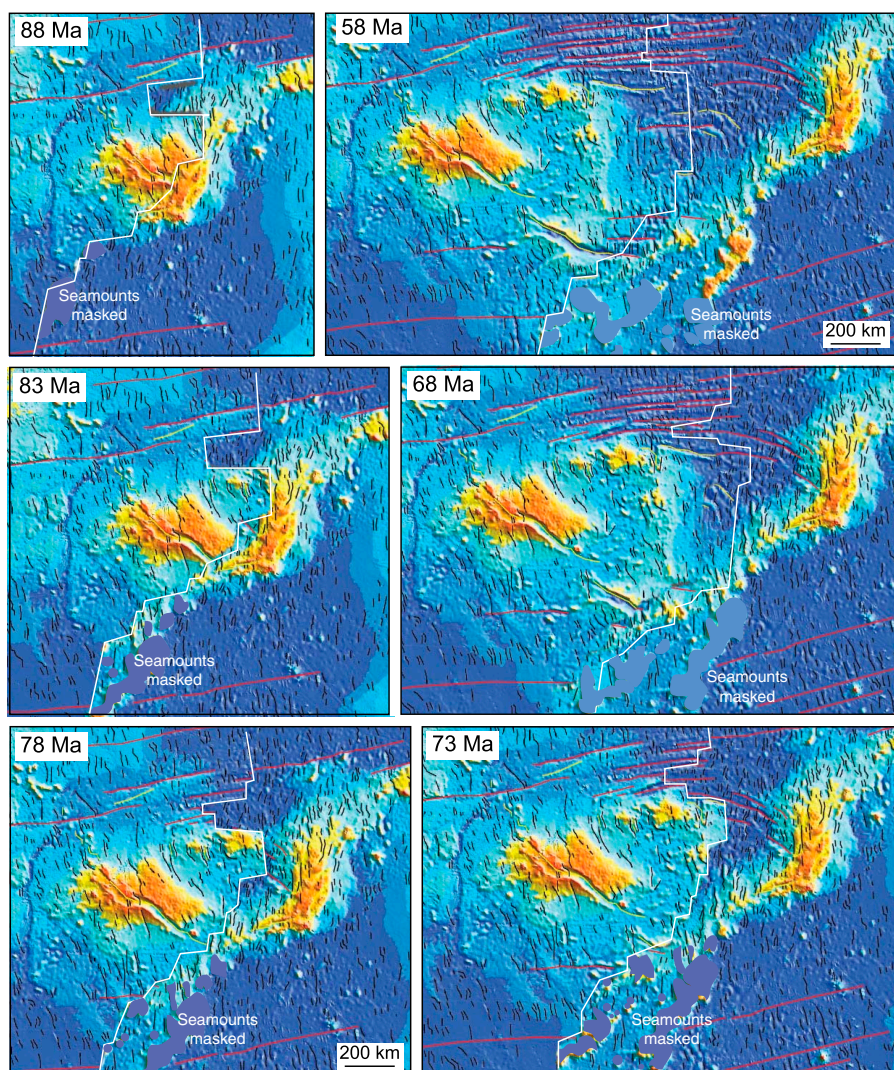 88 Ma
58 Ma
Seamounts
masked
Seamounts
masked
200 km
83 Ma
68 Ma
Seamounts
masked
Seamounts
masked
78 Ma
73 Ma
Seamounts
masked
200 km
Seamounts
masked